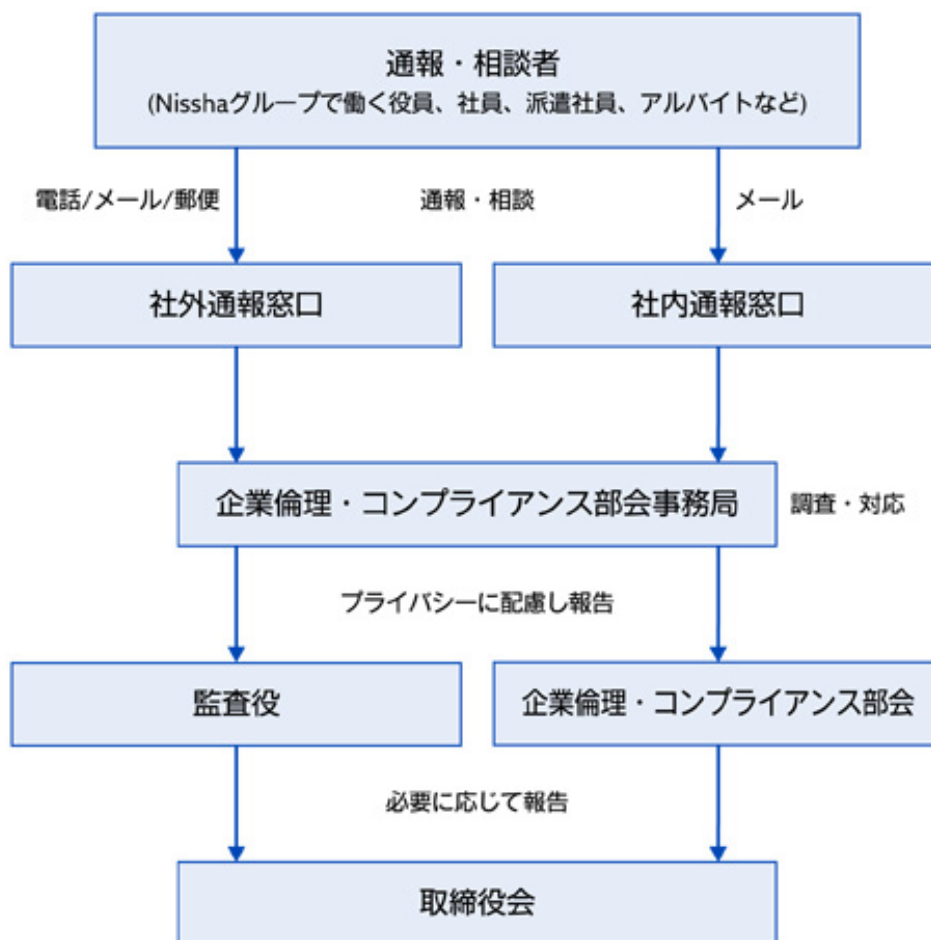 通報・相談者
(Nisshaグループで働く役員、社員、派遣社員、アルバイトなど)
電話/メール/郵便
通報・相談
メール
社外通報窓口
社内通報窓口
企業倫理・コンプライアンス部会事務局
調査・対応
プライバシーに配慮し報告
監査役
企業倫理・コンプライアンス部会
必要に応じて報告
取締役会